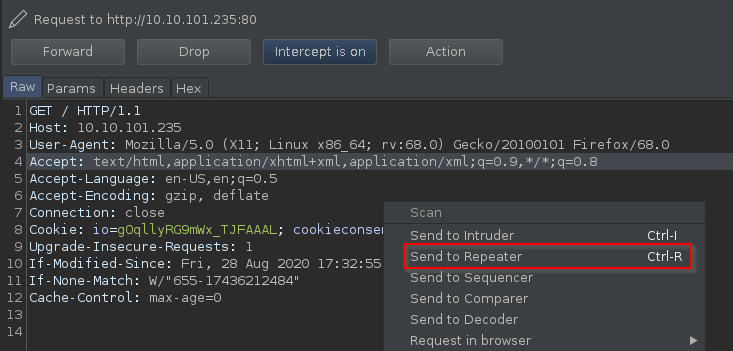 Request to http://10.10.101.235:80
Forward Drop Intercept is on Action
Raw Params Headers Hex
1 GET / HTTP/1.1
2 Host: 10.10.101.235
3 User-Agent: Mozilla/5.0 (X11; Linux x86_64; rv:68.0) Gecko/20100101 Firefox/68.0
4 Accept: text/html,application/xhtml+xml,application/xml;q=0.9,*/*;q=0.8
5 Accept-Language: en-US,en;q=0.5
6 Accept-Encoding: gzip, deflate
7 Connection: close
8 Cookie: io=gOqllyRG9mWx_TJFAAAL; cookieconsen
9 Upgrade-Insecure-Requests: 1
10 If-Modified-Since: Fri, 28 Aug 2020 17:32:55
11 If-None-Match: W/"655-17436212484"
12 Cache-Control: max-age=0
13
14
Scan
Send to Intruder Ctrl-I
Send to Repeater Ctrl-R
Send to Sequencer
Send to Comparer
Send to Decoder
Request in browser